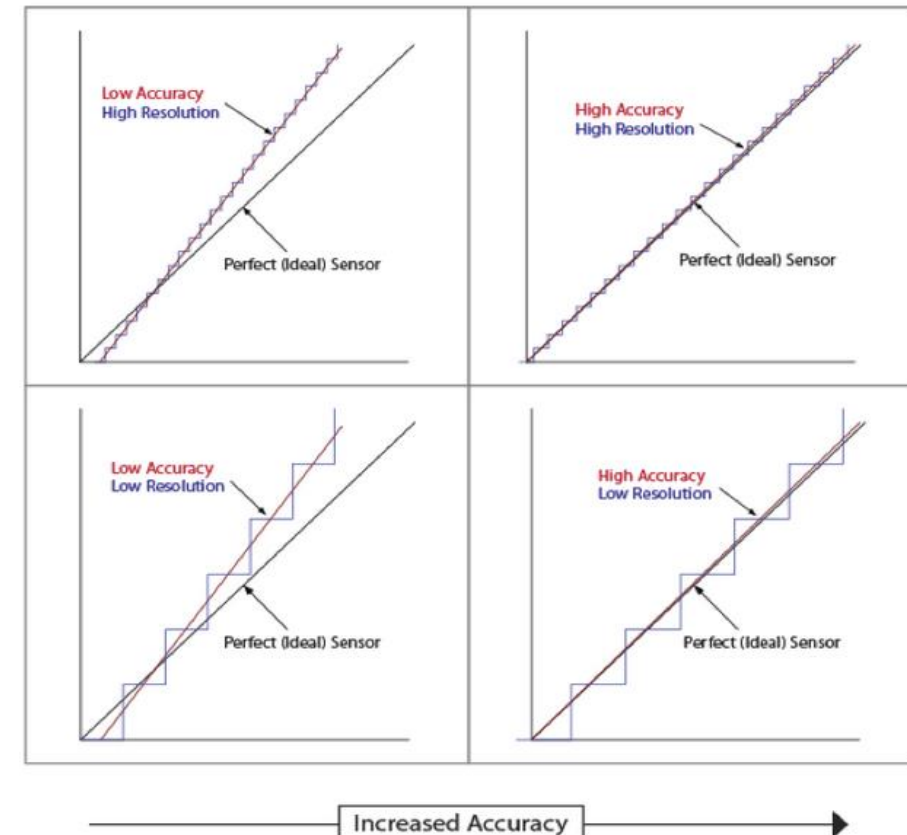 Low Accuracy
High Resolution
Perfect (Ideal) Sensor
High Accuracy
High Resolution
Perfect (Ideal) Sensor
Low Accuracy
Low Resolution
Perfect (Ideal) Sensor
High Accuracy
Low Resolution
Perfect (Ideal) Sensor
Increased Accuracy